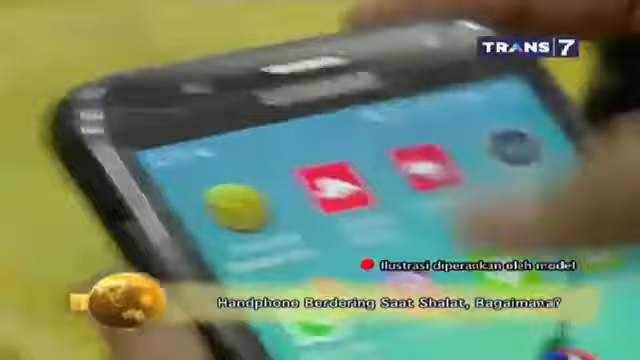 TRANS 7
Ilustrasi diperankan oleh model
Handphone Berdering Saat Shalat, Bagaimana?